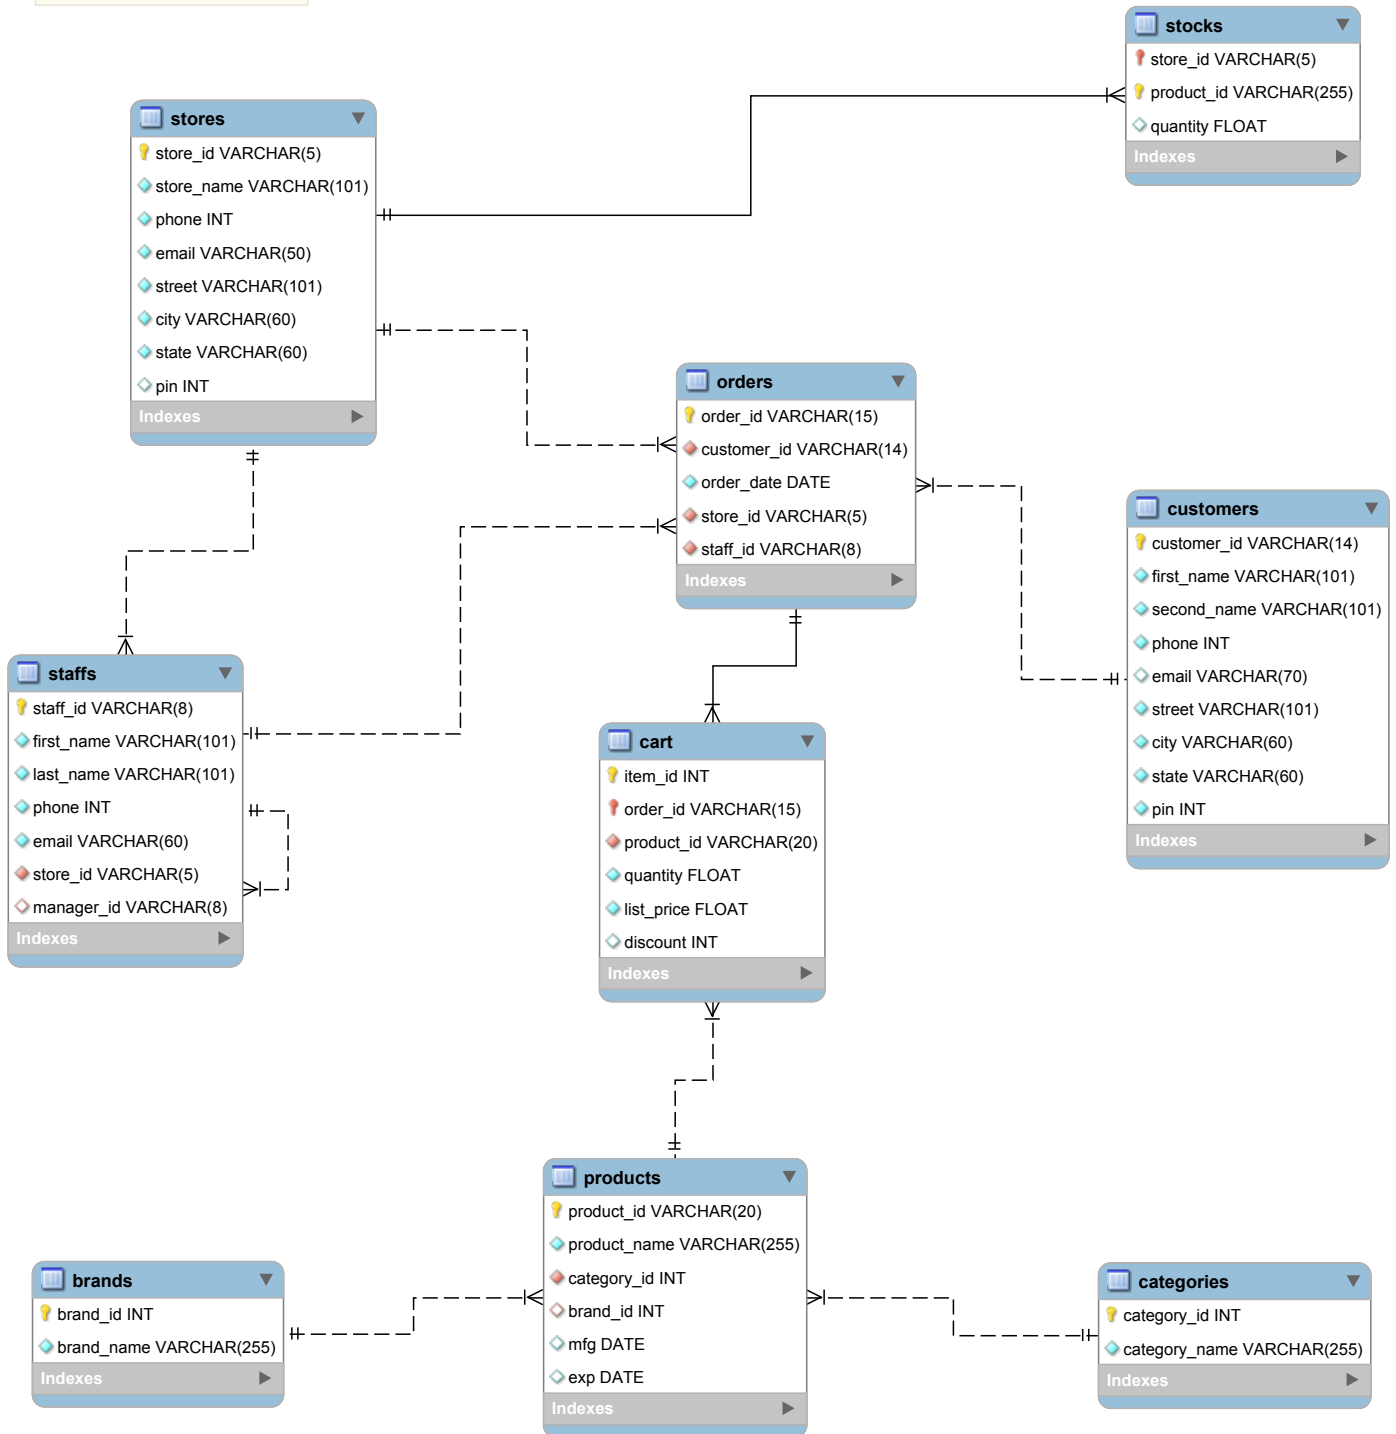 stocks
store_id VARCHAR(5)
product_id VARCHAR(255)
quantity FLOAT
Indexes
stores
store_id VARCHAR(5)
store_name VARCHAR(101)
phone INT
email VARCHAR(50)
street VARCHAR(101)
city VARCHAR(60)
state VARCHAR(60)
pin INT
Indexes
orders
order_id VARCHAR(15)
customer_id VARCHAR(14)
order_date DATE
store_id VARCHAR(5)
staff_id VARCHAR(8)
Indexes
customers
customer_id VARCHAR(14)
first_name VARCHAR(101)
second_name VARCHAR(101)
phone INT
email VARCHAR(70)
street VARCHAR(101)
city VARCHAR(60)
state VARCHAR(60)
pin INT
Indexes
staffs
staff_id VARCHAR(8)
first_name VARCHAR(101)
last_name VARCHAR(101)
phone INT
email VARCHAR(60)
store_id VARCHAR(5)
manager_id VARCHAR(8)
Indexes
cart
item_id INT
order_id VARCHAR(15)
product_id VARCHAR(20)
quantity FLOAT
list_price FLOAT
discount INT
Indexes
products
product_id VARCHAR(20)
product_name VARCHAR(255)
category_id INT
brand_id INT
mfg DATE
exp DATE
Indexes
brands
brand_id INT
brand_name VARCHAR(255)
Indexes
categories
category_id INT
category_name VARCHAR(255)
Indexes